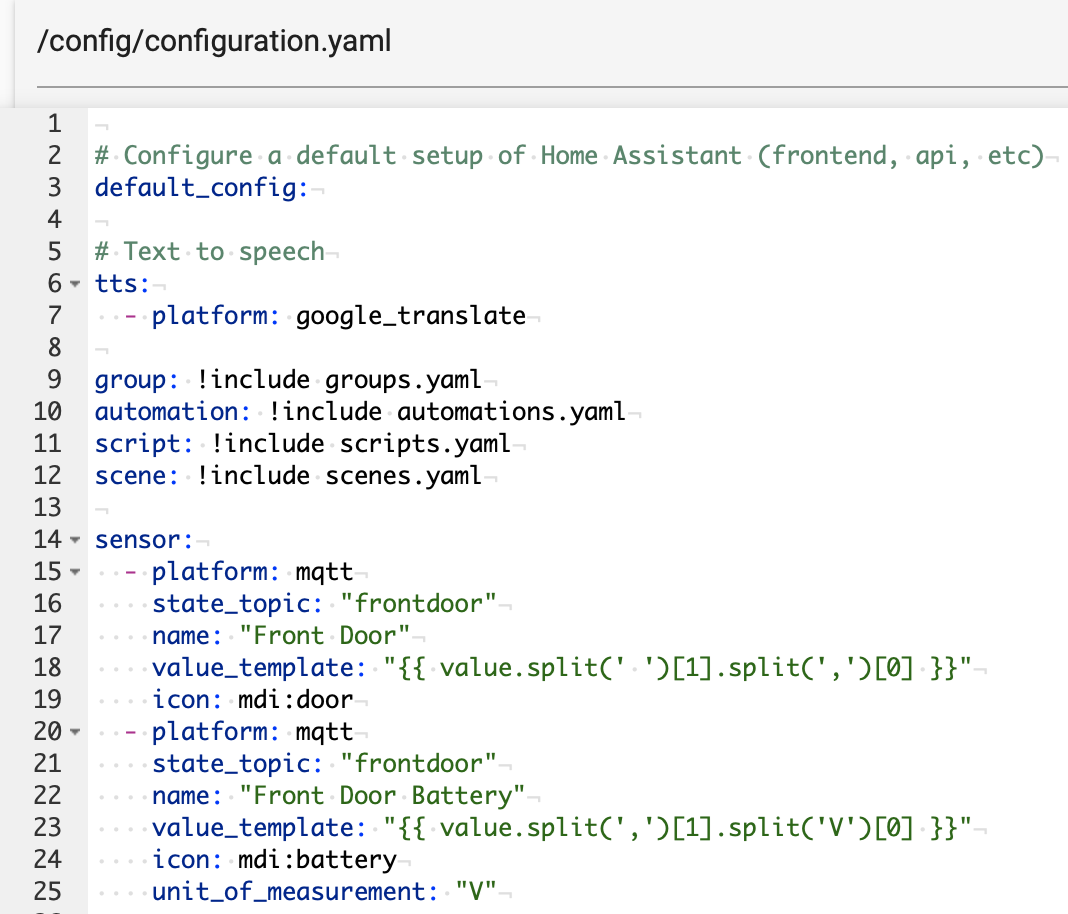 /config/configuration.yaml
1
2 # Configure a default setup of Home Assistant (frontend, api, etc)
3 default_config:
4
5 # Text to speech
6 tts:
7   - platform: google_translate
8
9 group: !include groups.yaml
10 automation: !include automations.yaml
11 script: !include scripts.yaml
12 scene: !include scenes.yaml
13
14 sensor:
15   - platform: mqtt
16     state_topic: "frontdoor"
17     name: "Front Door"
18     value_template: "{{ value.split(' ')[1].split(',')[0] }}"
19     icon: mdi:door
20   - platform: mqtt
21     state_topic: "frontdoor"
22     name: "Front Door Battery"
23     value_template: "{{ value.split(',')[1].split('V')[0] }}"
24     icon: mdi:battery
25     unit_of_measurement: "V"